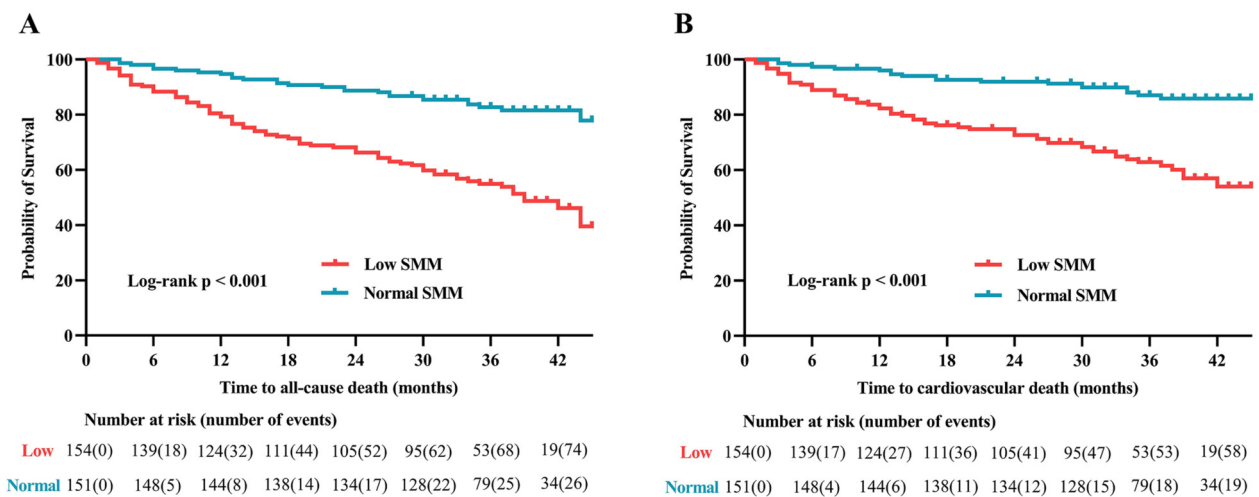 A
100
80
60
40
20
0
Probability of Survival
Low SMM
Normal SMM
Log-rank p < 0.001
0 6 12 18 24 30 36 42
Time to all-cause death (months)
Number at risk (number of events)
Low 154(0) 139(18) 124(32) 111(44) 105(52) 95(62) 53(68) 19(74)
Normal 151(0) 148(5) 144(8) 138(14) 134(17) 128(22) 79(25) 34(26)
B
100
80
60
40
20
0
Probability of Survival
Low SMM
Normal SMM
Log-rank p < 0.001
0 6 12 18 24 30 36 42
Time to cardiovascular death (months)
Number at risk (number of events)
Low 154(0) 139(17) 124(27) 111(36) 105(41) 95(47) 53(53) 19(58)
Normal 151(0) 148(4) 144(6) 138(11) 134(12) 128(15) 79(18) 34(19)